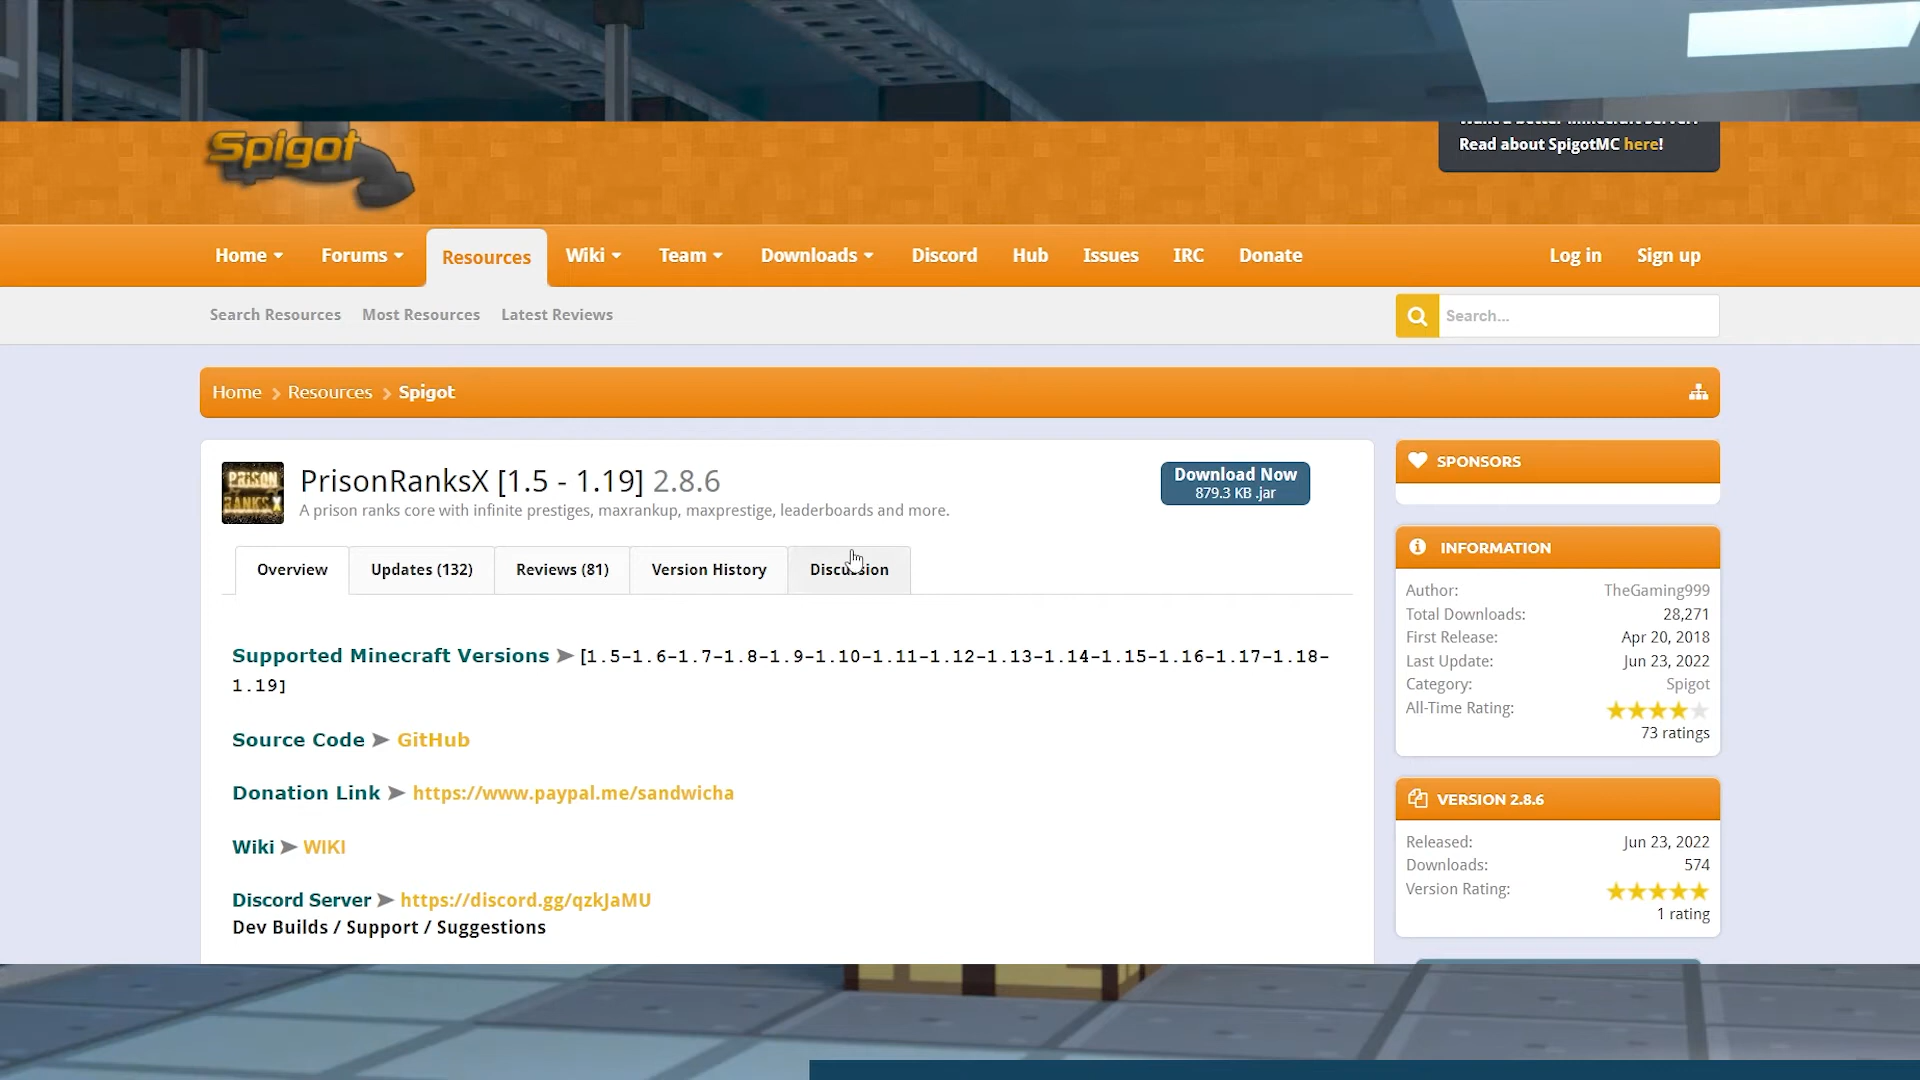 Spigot
Want a better Minecraft server?
Read about SpigotMC here!
Home Forums Resources Wiki Team Downloads Discord Hub Issues IRC Donate Log in Sign up
Search Resources Most Resources Latest Reviews Search...
Home Resources Spigot
PRISON
RANKS X
PrisonRanksX [1.5 - 1.19] 2.8.6
A prison ranks core with infinite prestiges, maxrankup, maxprestige, leaderboards and more.
Download Now
879.3 KB .jar
Overview Updates (132) Reviews (81) Version History Discussion
Supported Minecraft Versions ➤ [1.5-1.6-1.7-1.8-1.9-1.10-1.11-1.12-1.13-1.14-1.15-1.16-1.17-1.18-
1.19]
Source Code ➤ GitHub
Donation Link ➤ https://www.paypal.me/sandwicha
Wiki ➤ WIKI
Discord Server ➤ https://discord.gg/qzkJaMU
Dev Builds / Support / Suggestions
SPONSORS
INFORMATION
Author: TheGaming999
Total Downloads: 28,271
First Release: Apr 20, 2018
Last Update: Jun 23, 2022
Category: Spigot
All-Time Rating:
73 ratings
VERSION 2.8.6
Released: Jun 23, 2022
Downloads: 574
Version Rating:
1 rating